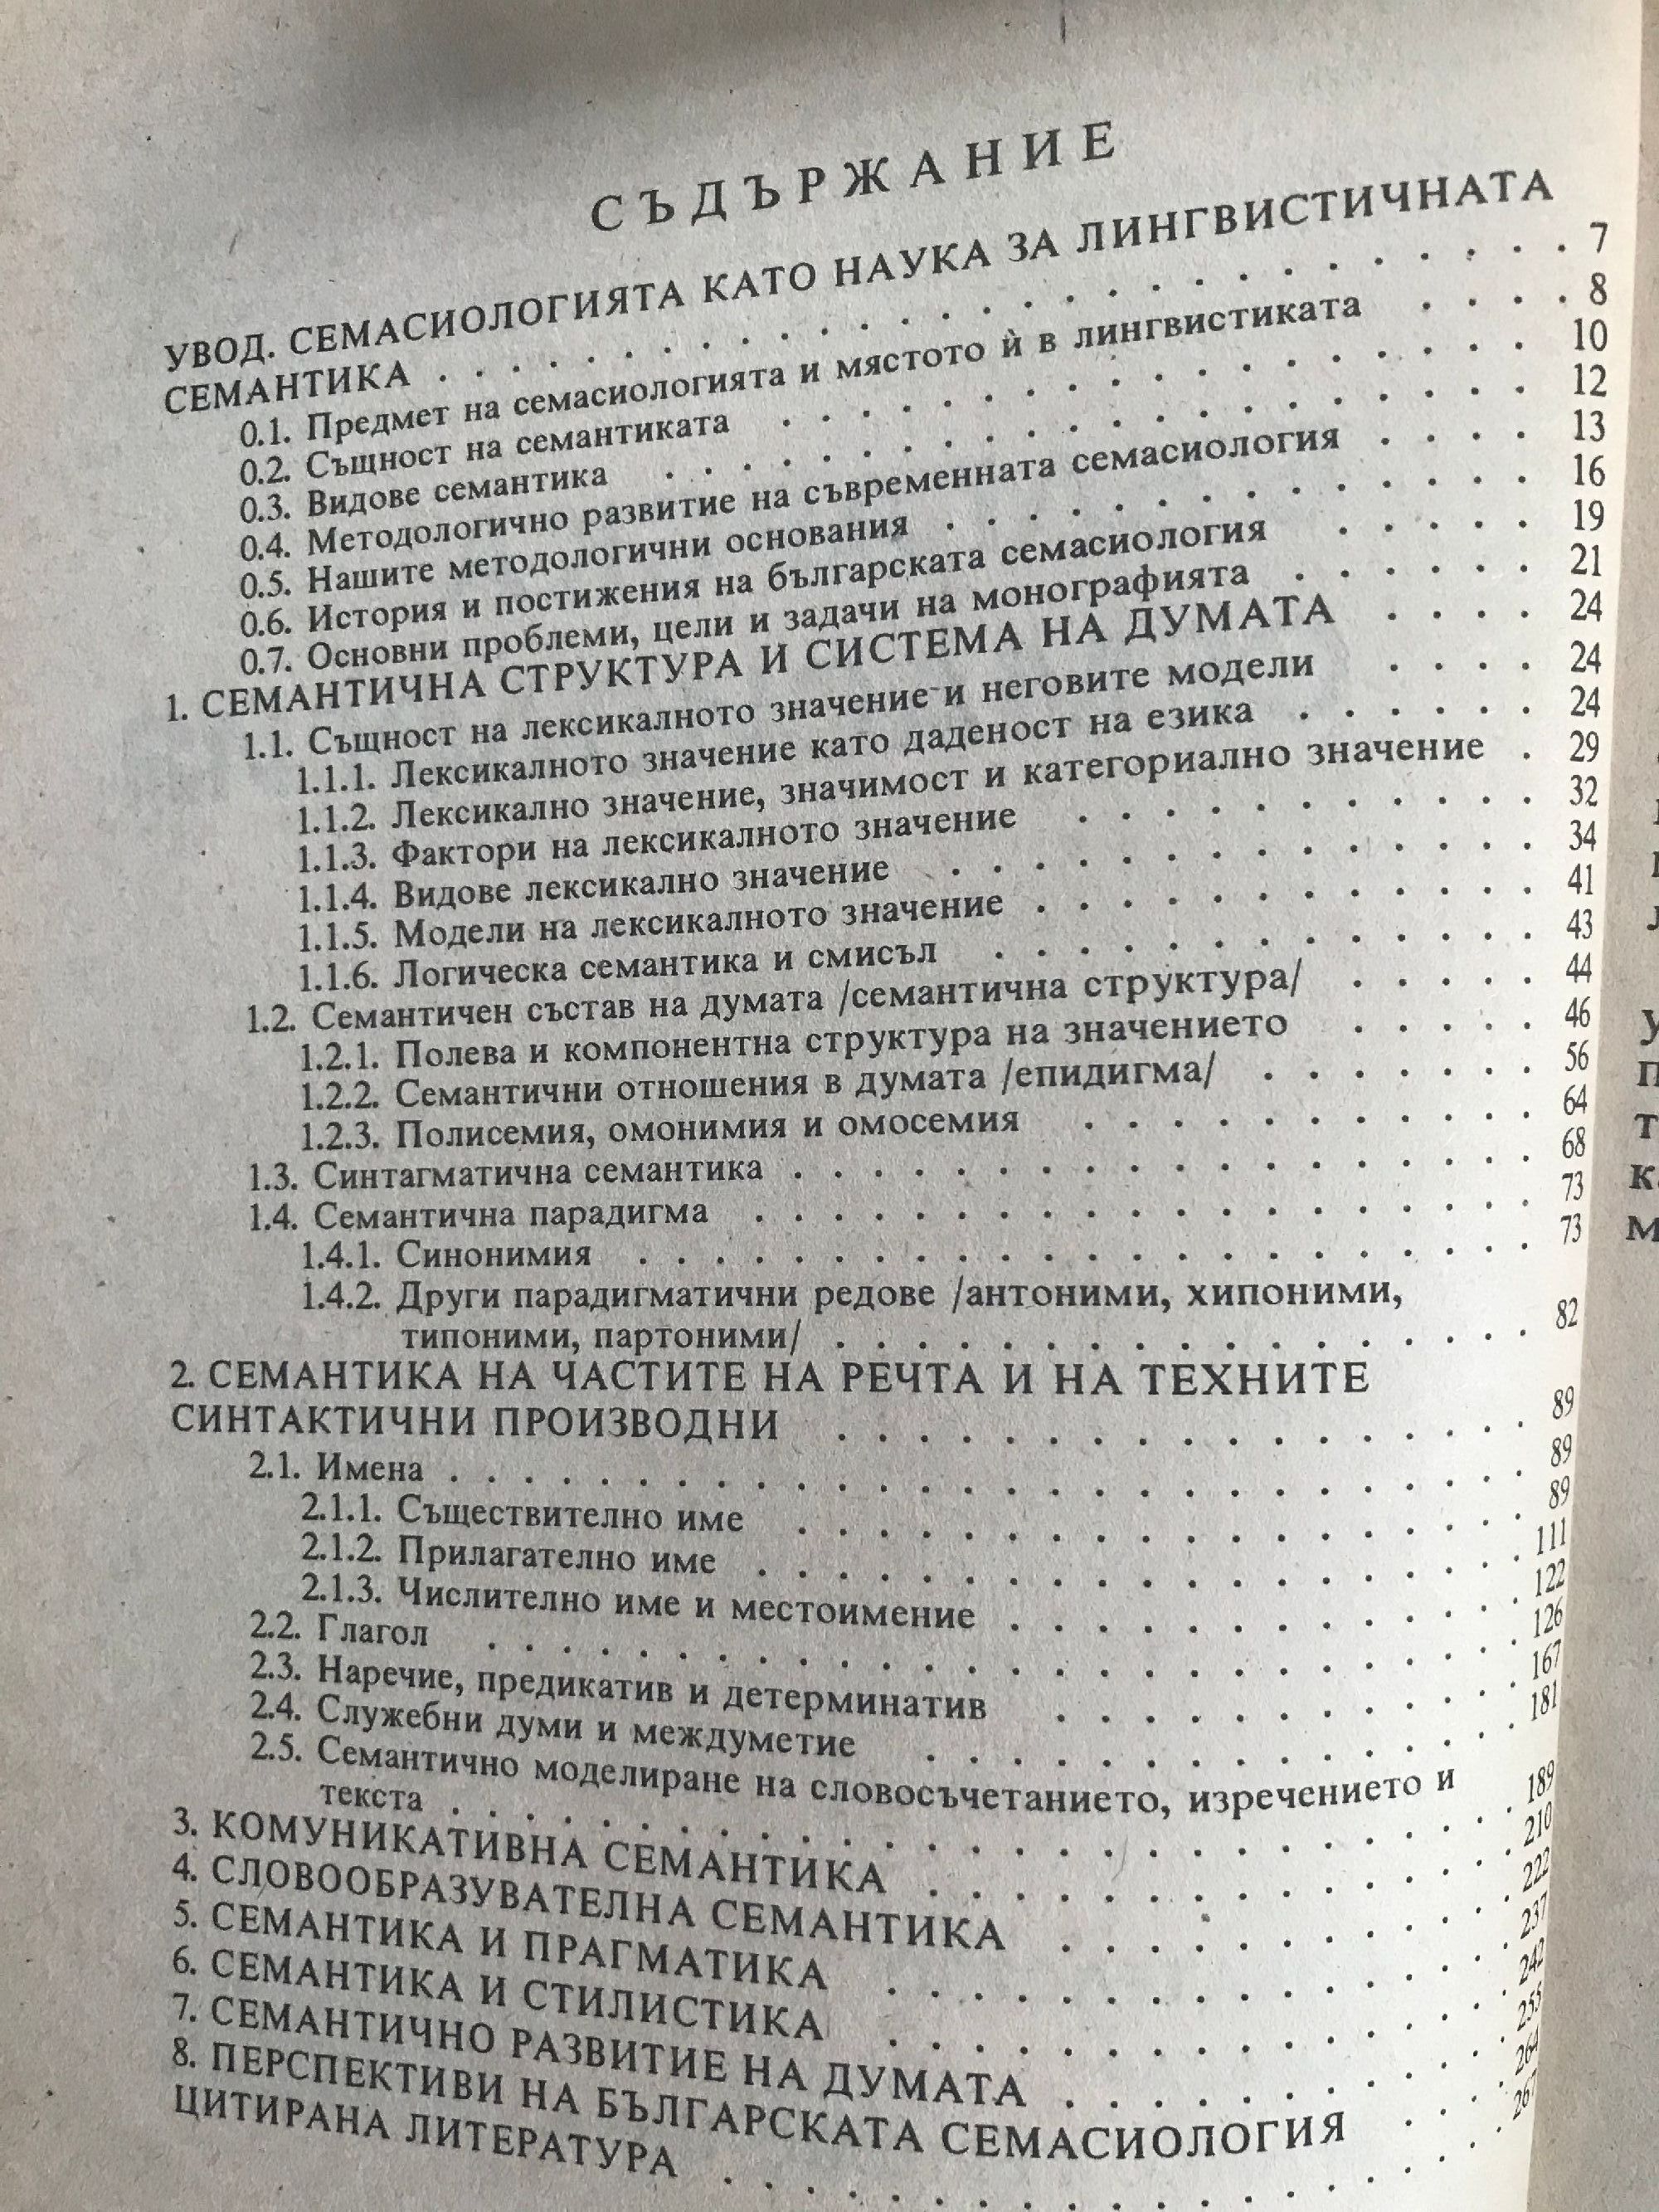 СЪДЪРЖАНИЕ
УВОД. СЕМАСИОЛОГИЯТА КАТО НАУКА ЗА ЛИНГВИСТИЧНАТА
СЕМАНТИКА . . . . . . . . . . . . . . . . . . . . 7
0.1. Предмет на семасиологията и мястото ѝ в лингвистиката . . . . 8
0.2. Същност на семантиката . . . . . . . . . . . . . 10
0.3. Видове семантика . . . . . . . . . . . . . . . 12
0.4. Методологично развитие на съвременната семасиология . . . . 13
0.5. Нашите методологични основания . . . . . . . . . . 16
0.6. История и постижения на българската семасиология . . . . . 19
0.7. Основни проблеми, цели и задачи на монографията . . . . . . 21
1. СЕМАНТИЧНА СТРУКТУРА И СИСТЕМА НА ДУМАТА . . . . 24
1.1. Същност на лексикалното значение и неговите модели . . . . 24
1.1.1. Лексикалното значение като даденост на езика . . . . . . 24
1.1.2. Лексикално значение, значимост и категориално значение . 29
1.1.3. Фактори на лексикалното значение . . . . . . . . . 32
1.1.4. Видове лексикално значение . . . . . . . . . . . . 34
1.1.5. Модели на лексикалното значение . . . . . . . . . . 41
1.1.6. Логическа семантика и смисъл . . . . . . . . . . . 43
1.2. Семантичен състав на думата /семантична структура/ . . . . . 44
1.2.1. Полева и компонентна структура на значението . . . . . 46
1.2.2. Семантични отношения в думата /епидигма/ . . . . . . . 56
1.2.3. Полисемия, омонимия и омосемия . . . . . . . . . . 64
1.3. Синтагматична семантика . . . . . . . . . . . . . . . 68
1.4. Семантична парадигма . . . . . . . . . . . . . . . . 73
1.4.1. Синонимия . . . . . . . . . . . . . . . . . . 73
1.4.2. Други парадигматични редове /антоними, хипоними,
типоними, партоними/ . . . . . . . . . . . . . . 82
2. СЕМАНТИКА НА ЧАСТИТЕ НА РЕЧТА И НА ТЕХНИТЕ
СИНТАКТИЧНИ ПРОИЗВОДНИ . . . . . . . . . . . . . 89
2.1. Имена . . . . . . . . . . . . . . . . . . . . 89
2.1.1. Съществително име . . . . . . . . . . . . . . 89
2.1.2. Прилагателно име . . . . . . . . . . . . . . . 111
2.1.3. Числително име и местоимение . . . . . . . . . . . 122
2.2. Глагол . . . . . . . . . . . . . . . . . . . 126
2.3. Наречие, предикатив и детерминатив . . . . . . . . . . 167
2.4. Служебни думи и междуметие . . . . . . . . . . . . 181
2.5. Семантично моделиране на словосъчетанието, изречението и
текста . . . . . . . . . . . . . . . . . . . . 189
3. КОМУНИКАТИВНА СЕМАНТИКА . . . . . . . . . . . . 210
4. СЛОВООБРАЗУВАТЕЛНА СЕМАНТИКА . . . . . . . . . . 222
5. СЕМАНТИКА И ПРАГМАТИКА . . . . . . . . . . . . 237
6. СЕМАНТИКА И СТИЛИСТИКА . . . . . . . . . . . . 242
7. СЕМАНТИЧНО РАЗВИТИЕ НА ДУМАТА . . . . . . . . . 255
8. ПЕРСПЕКТИВИ НА БЪЛГАРСКАТА СЕМАСИОЛОГИЯ . . . 264
ЦИТИРАНА ЛИТЕРАТУРА . . . . . . . . . . . . . . 267